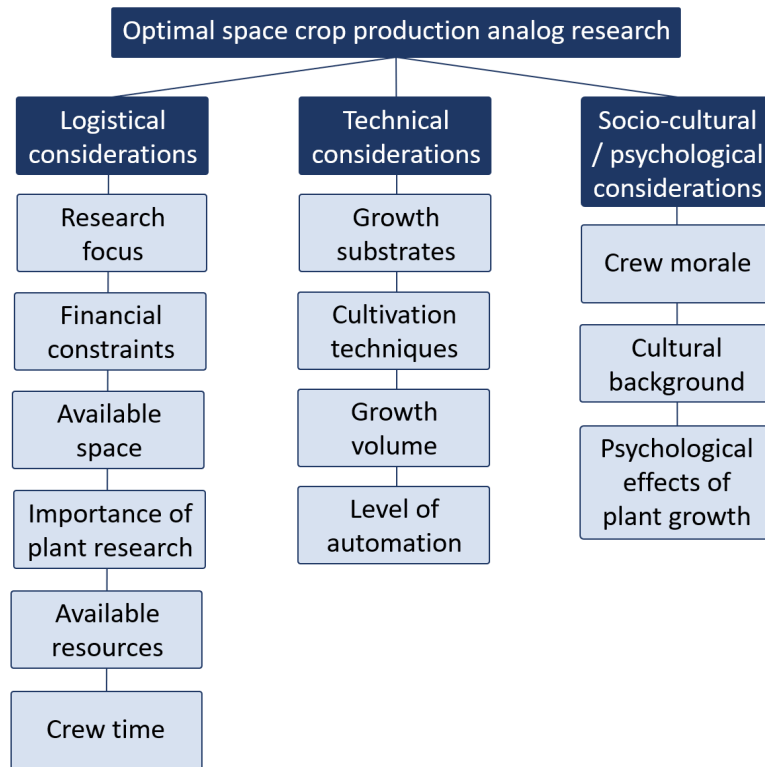 Optimal space crop production analog research
Logistical
considerations
Research
focus
Financial
constraints
Available
space
Importance of
plant research
Available
resources
Crew time
Technical
considerations
Growth
substrates
Cultivation
techniques
Growth
volume
Level of
automation
Socio-cultural
/ psychological
considerations
Crew morale
Cultural
background
Psychological
effects of
plant growth